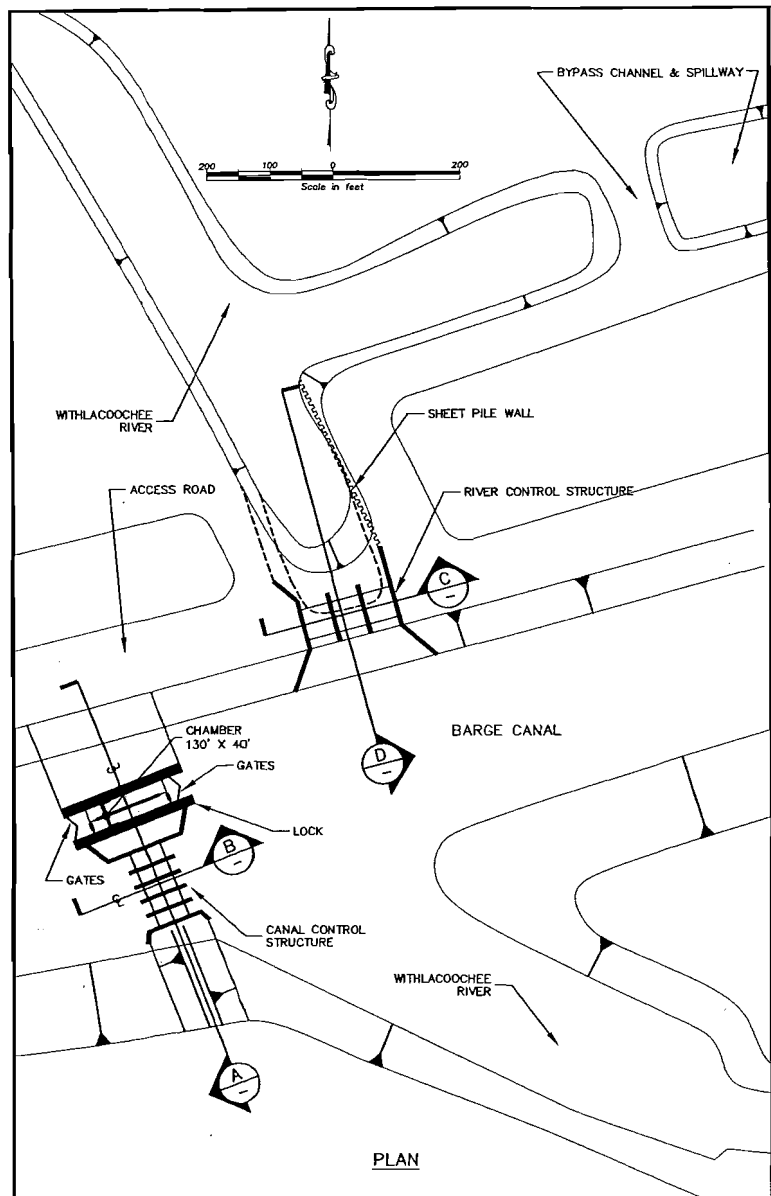 BYPASS CHANNEL & SPILLWAY
200 100 0 200
Scale in feet
WITHLACOOCHEE
RIVER
SHEET PILE WALL
ACCESS ROAD
RIVER CONTROL STRUCTURE
C
–
BARGE CANAL
CHAMBER
130' X 40'
GATES
D
–
LOCK
B
–
GATES
CANAL CONTROL
STRUCTURE
WITHLACOOCHEE
RIVER
A
–
PLAN